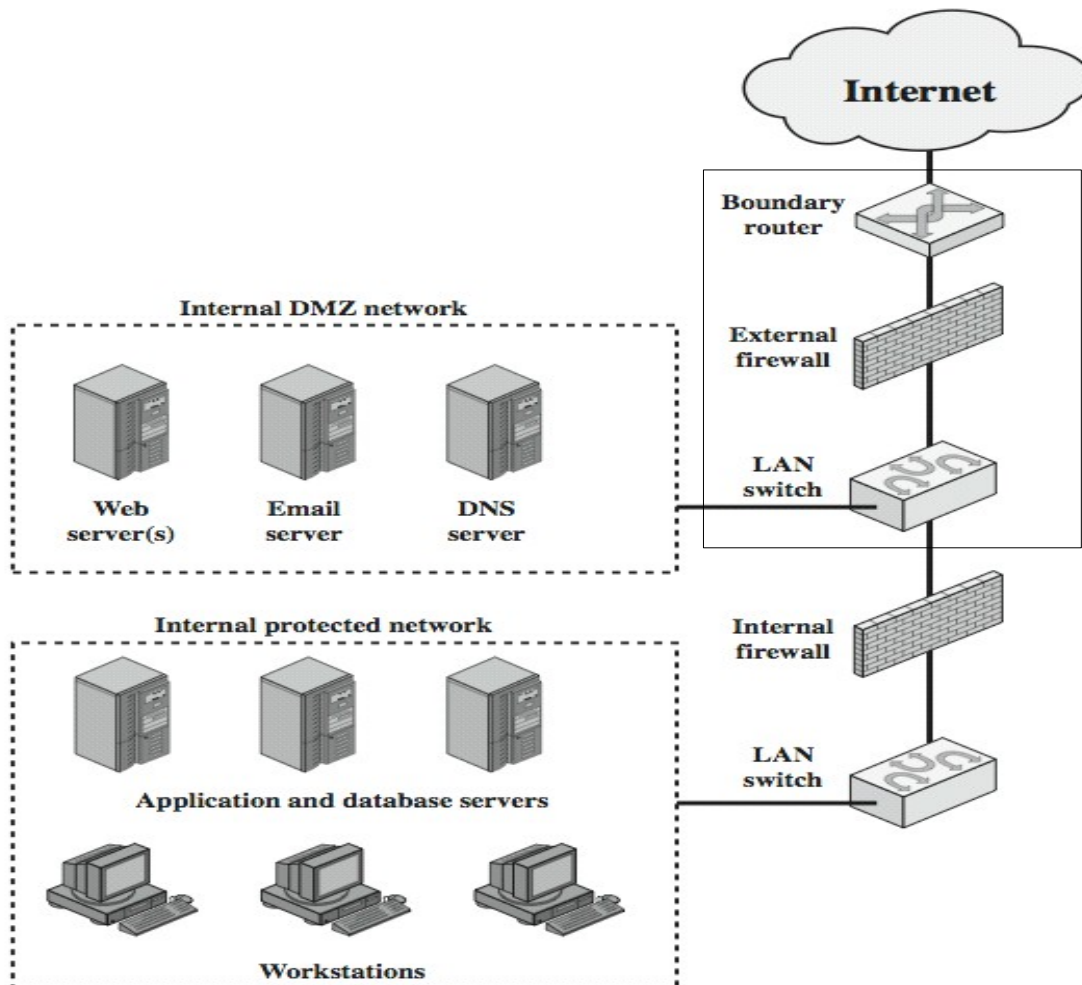 Internet
Boundary
router
Internal DMZ network
External
firewall
Web
server(s)
Email
server
DNS
server
LAN
switch
Internal protected network
Internal
firewall
Application and database servers
LAN
switch
Workstations